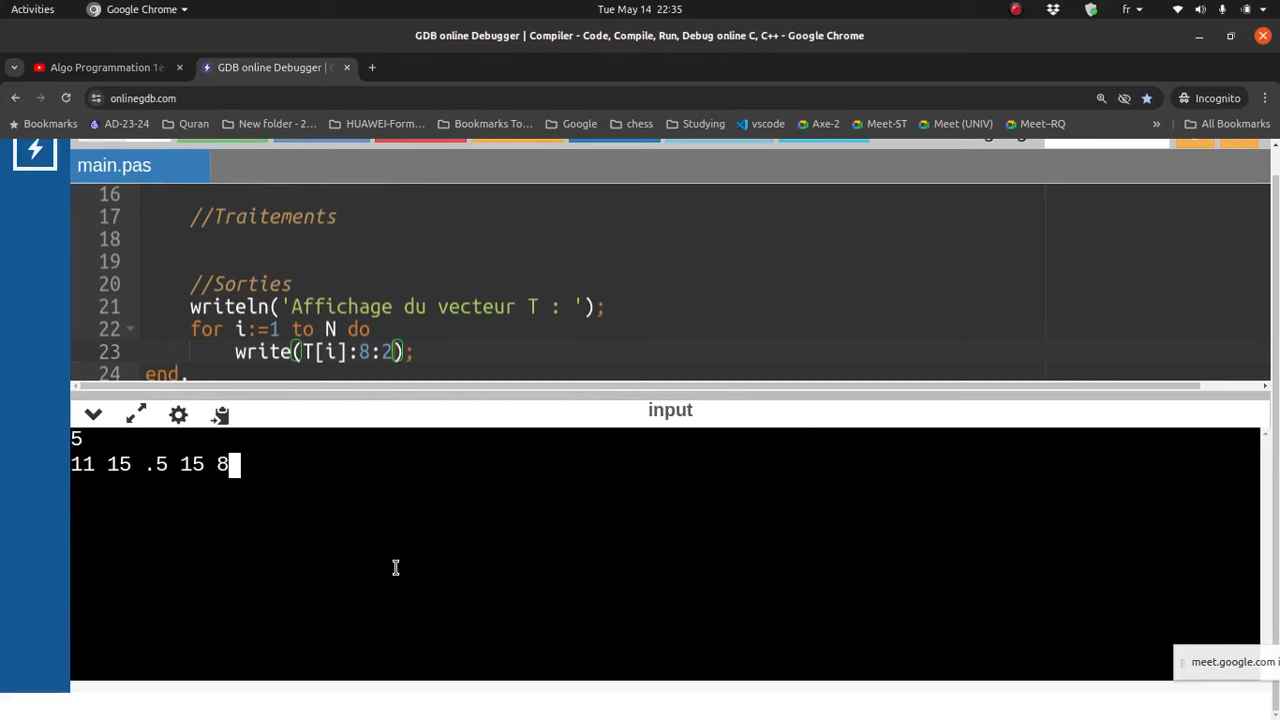 Activities Google Chrome Tue May 14 22:35 fr
GDB online Debugger | Compiler - Code, Compile, Run, Debug online C, C++ - Google Chrome
Algo Programmation 1è GDB online Debugger | C
onlinegdb.com Incognito
Bookmarks AD-23-24 Quran New folder - 2... HUAWEI-Form... Bookmarks To... Google chess Studying vscode Axe-2 Meet-ST Meet (UNIV) Meet–RQ » All Bookmarks
main.pas
16
17 //Traitements
18
19
20 //Sorties
21 writeln('Affichage du vecteur T : ');
22 for i:=1 to N do
23 write(T[i]:8:2);
24 end.
input
5
11 15 .5 15 8
meet.google.com i